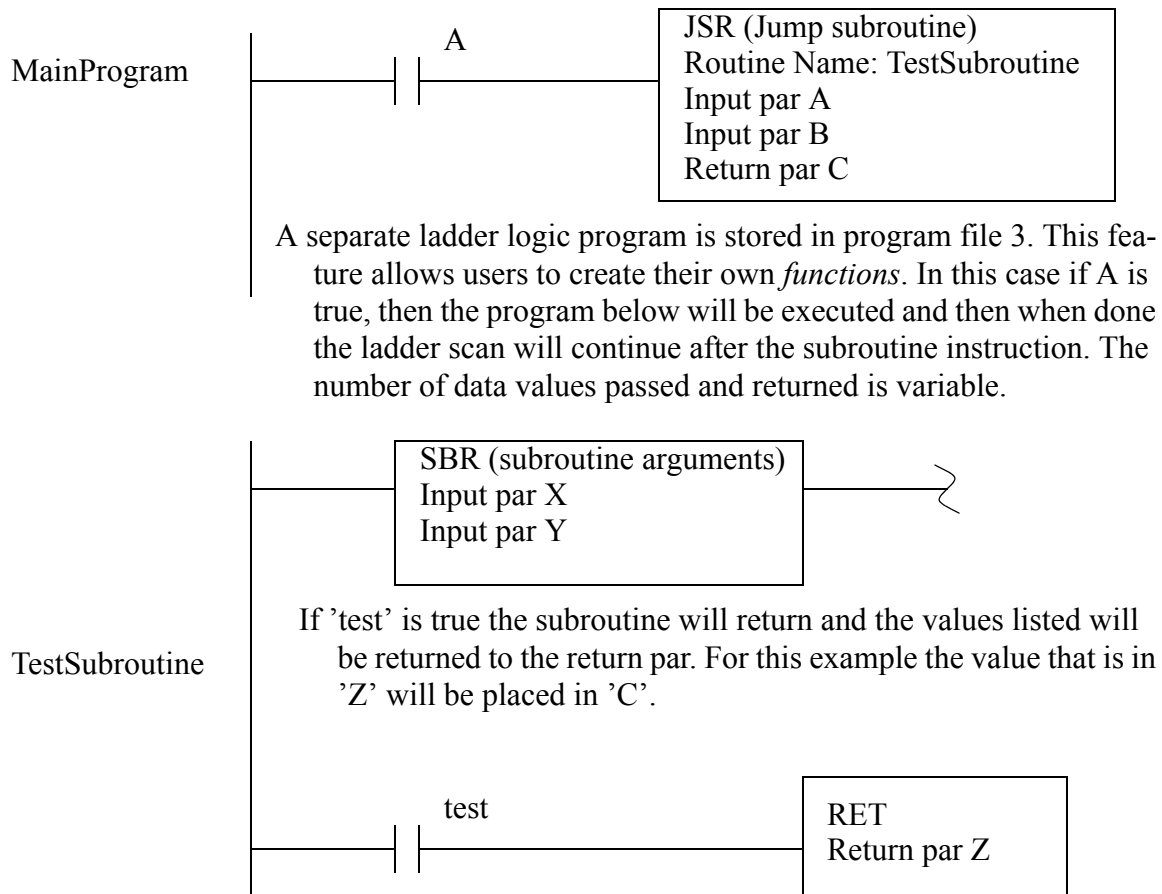 A
JSR (Jump subroutine)
Routine Name: TestSubroutine
Input par A
Input par B
Return par C
MainProgram
A separate ladder logic program is stored in program file 3. This fea-
ture allows users to create their own functions. In this case if A is
true, then the program below will be executed and then when done
the ladder scan will continue after the subroutine instruction. The
number of data values passed and returned is variable.
SBR (subroutine arguments)
Input par X
Input par Y
If ’test’ is true the subroutine will return and the values listed will
be returned to the return par. For this example the value that is in
’Z’ will be placed in ’C’.
TestSubroutine
test
RET
Return par Z